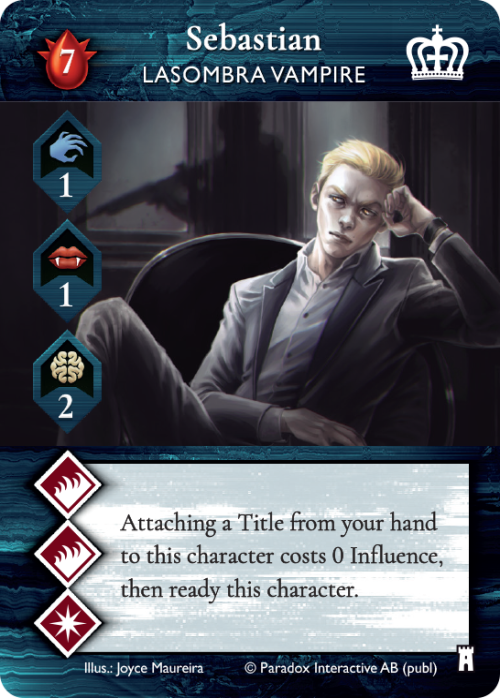 7
Sebastian
LASOMBRA VAMPIRE
1
1
2
Attaching a Title from your hand
to this character costs 0 Influence,
then ready this character.
Illus.: Joyce Maureira © Paradox Interactive AB (publ)